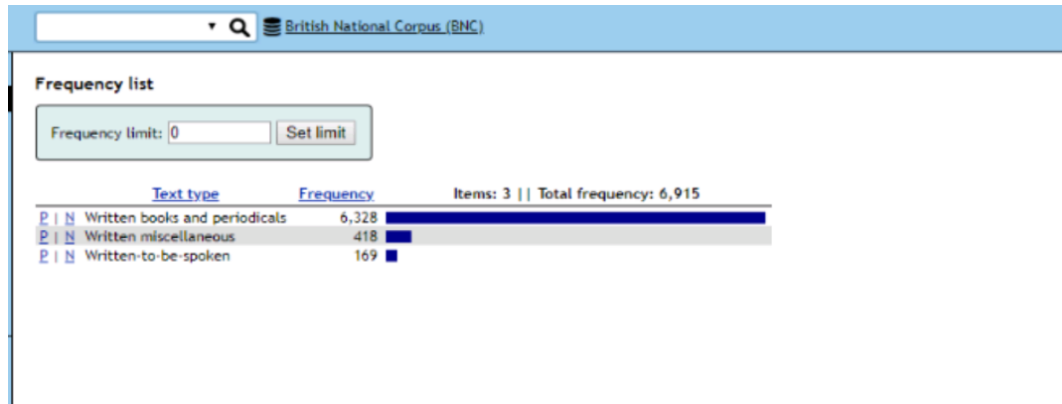 British National Corpus (BNC)
Frequency list
Frequency limit: 0 Set limit
Text type Frequency Items: 3 || Total frequency: 6,915
P | N Written books and periodicals 6,328
P | N Written miscellaneous 418
P | N Written-to-be-spoken 169